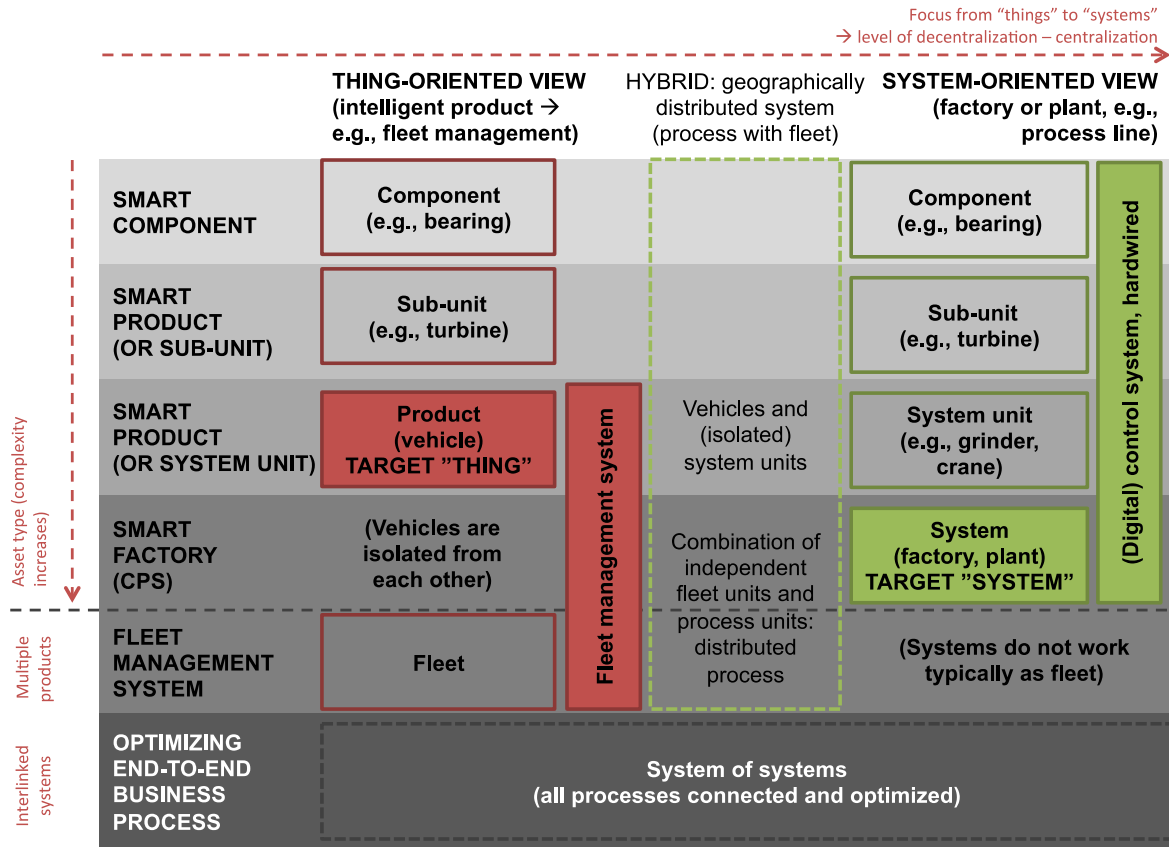 Focus from “things” to “systems”
→ level of decentralization – centralization
THING-ORIENTED VIEW
(intelligent product →
e.g., fleet management)
HYBRID: geographically
distributed system
(process with fleet)
SYSTEM-ORIENTED VIEW
(factory or plant, e.g.,
process line)
SMART
COMPONENT
Component
(e.g., bearing)
Component
(e.g., bearing)
SMART
PRODUCT
(OR SUB-UNIT)
Sub-unit
(e.g., turbine)
Sub-unit
(e.g., turbine)
SMART
PRODUCT
(OR SYSTEM UNIT)
Product
(vehicle)
TARGET ”THING”
Vehicles and
(isolated)
system units
System unit
(e.g., grinder,
crane)
SMART
FACTORY
(CPS)
(Vehicles are
isolated from
each other)
Combination of
independent
fleet units and
process units:
distributed
process
System
(factory, plant)
TARGET ”SYSTEM”
FLEET
MANAGEMENT
SYSTEM
Fleet
(Systems do not work
typically as fleet)
Fleet management system
(Digital) control system, hardwired
OPTIMIZING
END-TO-END
BUSINESS
PROCESS
System of systems
(all processes connected and optimized)
Asset type (complexity
increases)
Multiple
products
Interlinked
systems